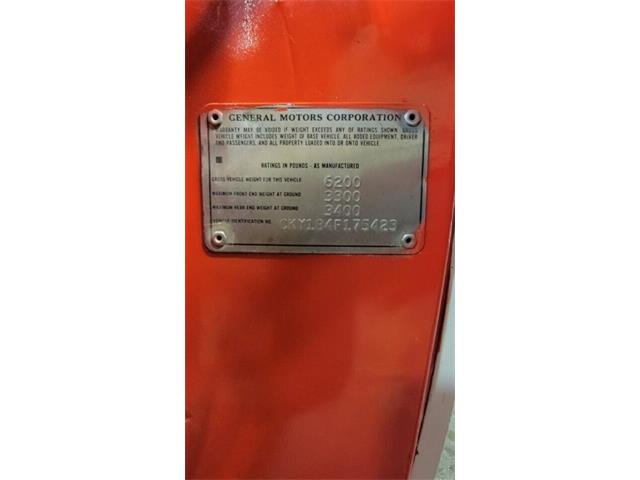 GENERAL MOTORS CORPORATION
WARRANTY MAY BE VOIDED IF WEIGHT EXCEEDS ANY OF RATINGS SHOWN. GROSS
VEHICLE WEIGHT INCLUDES WEIGHT OF BASE VEHICLE, ALL ADDED EQUIPMENT, DRIVER
AND PASSENGERS, AND ALL PROPERTY LOADED INTO OR ONTO VEHICLE
RATINGS IN POUNDS - AS MANUFACTURED
GROSS VEHICLE WEIGHT FOR THIS VEHICLE 6200
MAXIMUM FRONT END WEIGHT AT GROUND 3300
MAXIMUM REAR END WEIGHT AT GROUND 3400
VEHICLE IDENTIFICATION NO. CKY184F175423